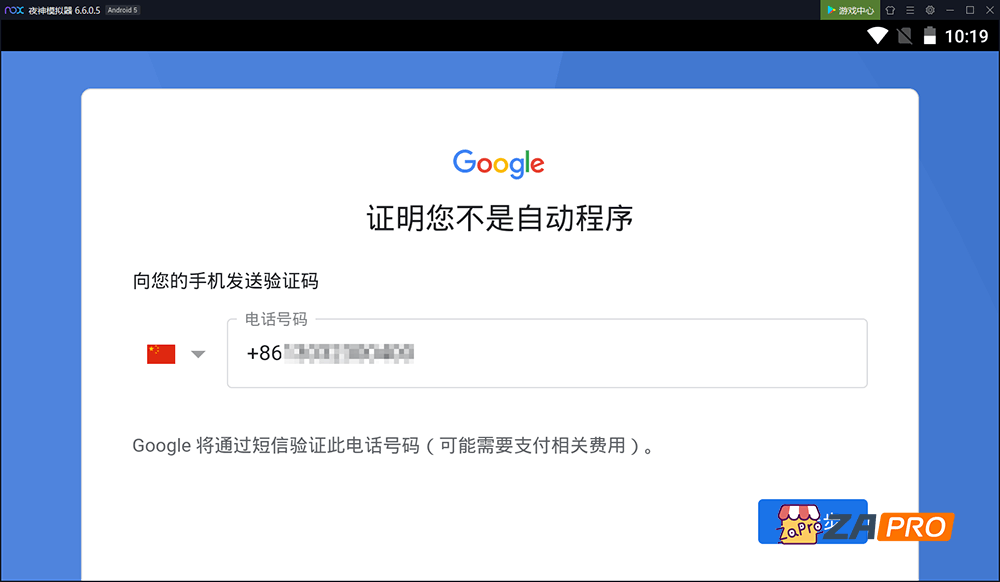 nox 夜神模拟器 6.6.0.5 Android 5 游戏中心
10:19
Google
证明您不是自动程序
向您的手机发送验证码
电话号码
+86
Google 将通过短信验证此电话号码（可能需要支付相关费用）。
步
ZaPro
ZAPRO